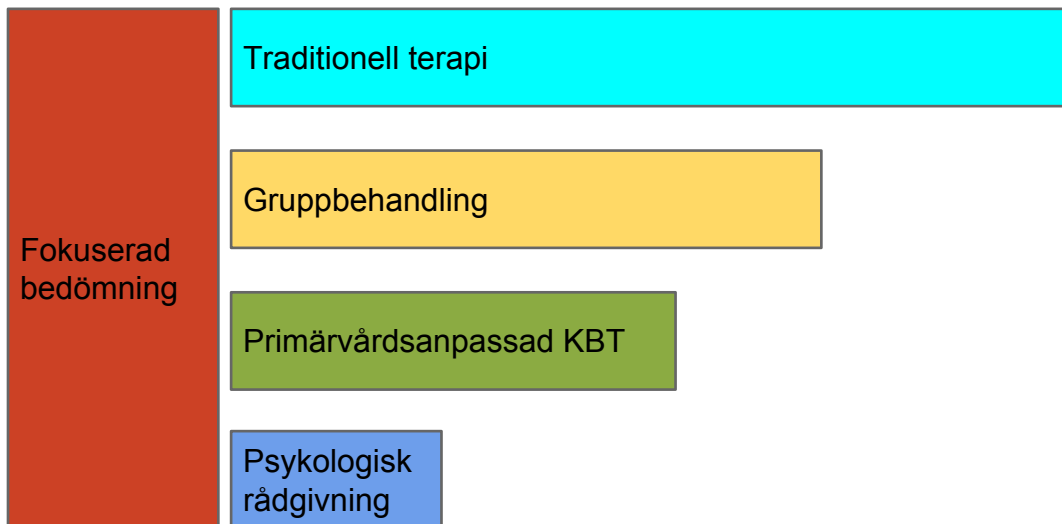 Fokuserad
bedömning
Traditionell terapi
Gruppbehandling
Primärvårdsanpassad KBT
Psykologisk
rådgivning